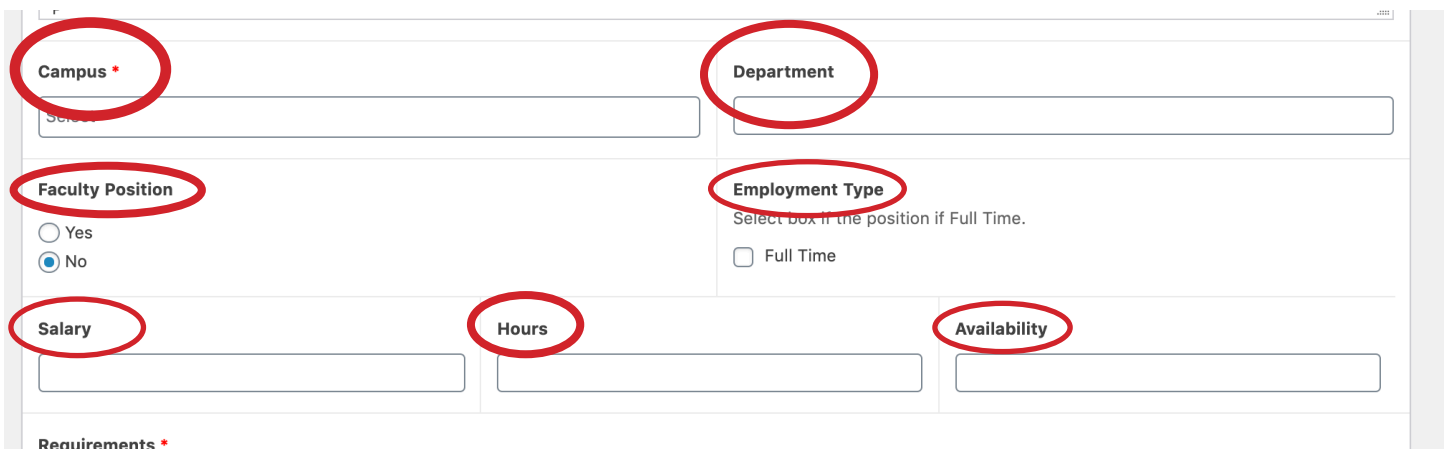 Campus *
Department
Select
Faculty Position
Employment Type
Select box if the position if Full Time.
Yes
No
Full Time
Salary
Hours
Availability
Requirements *